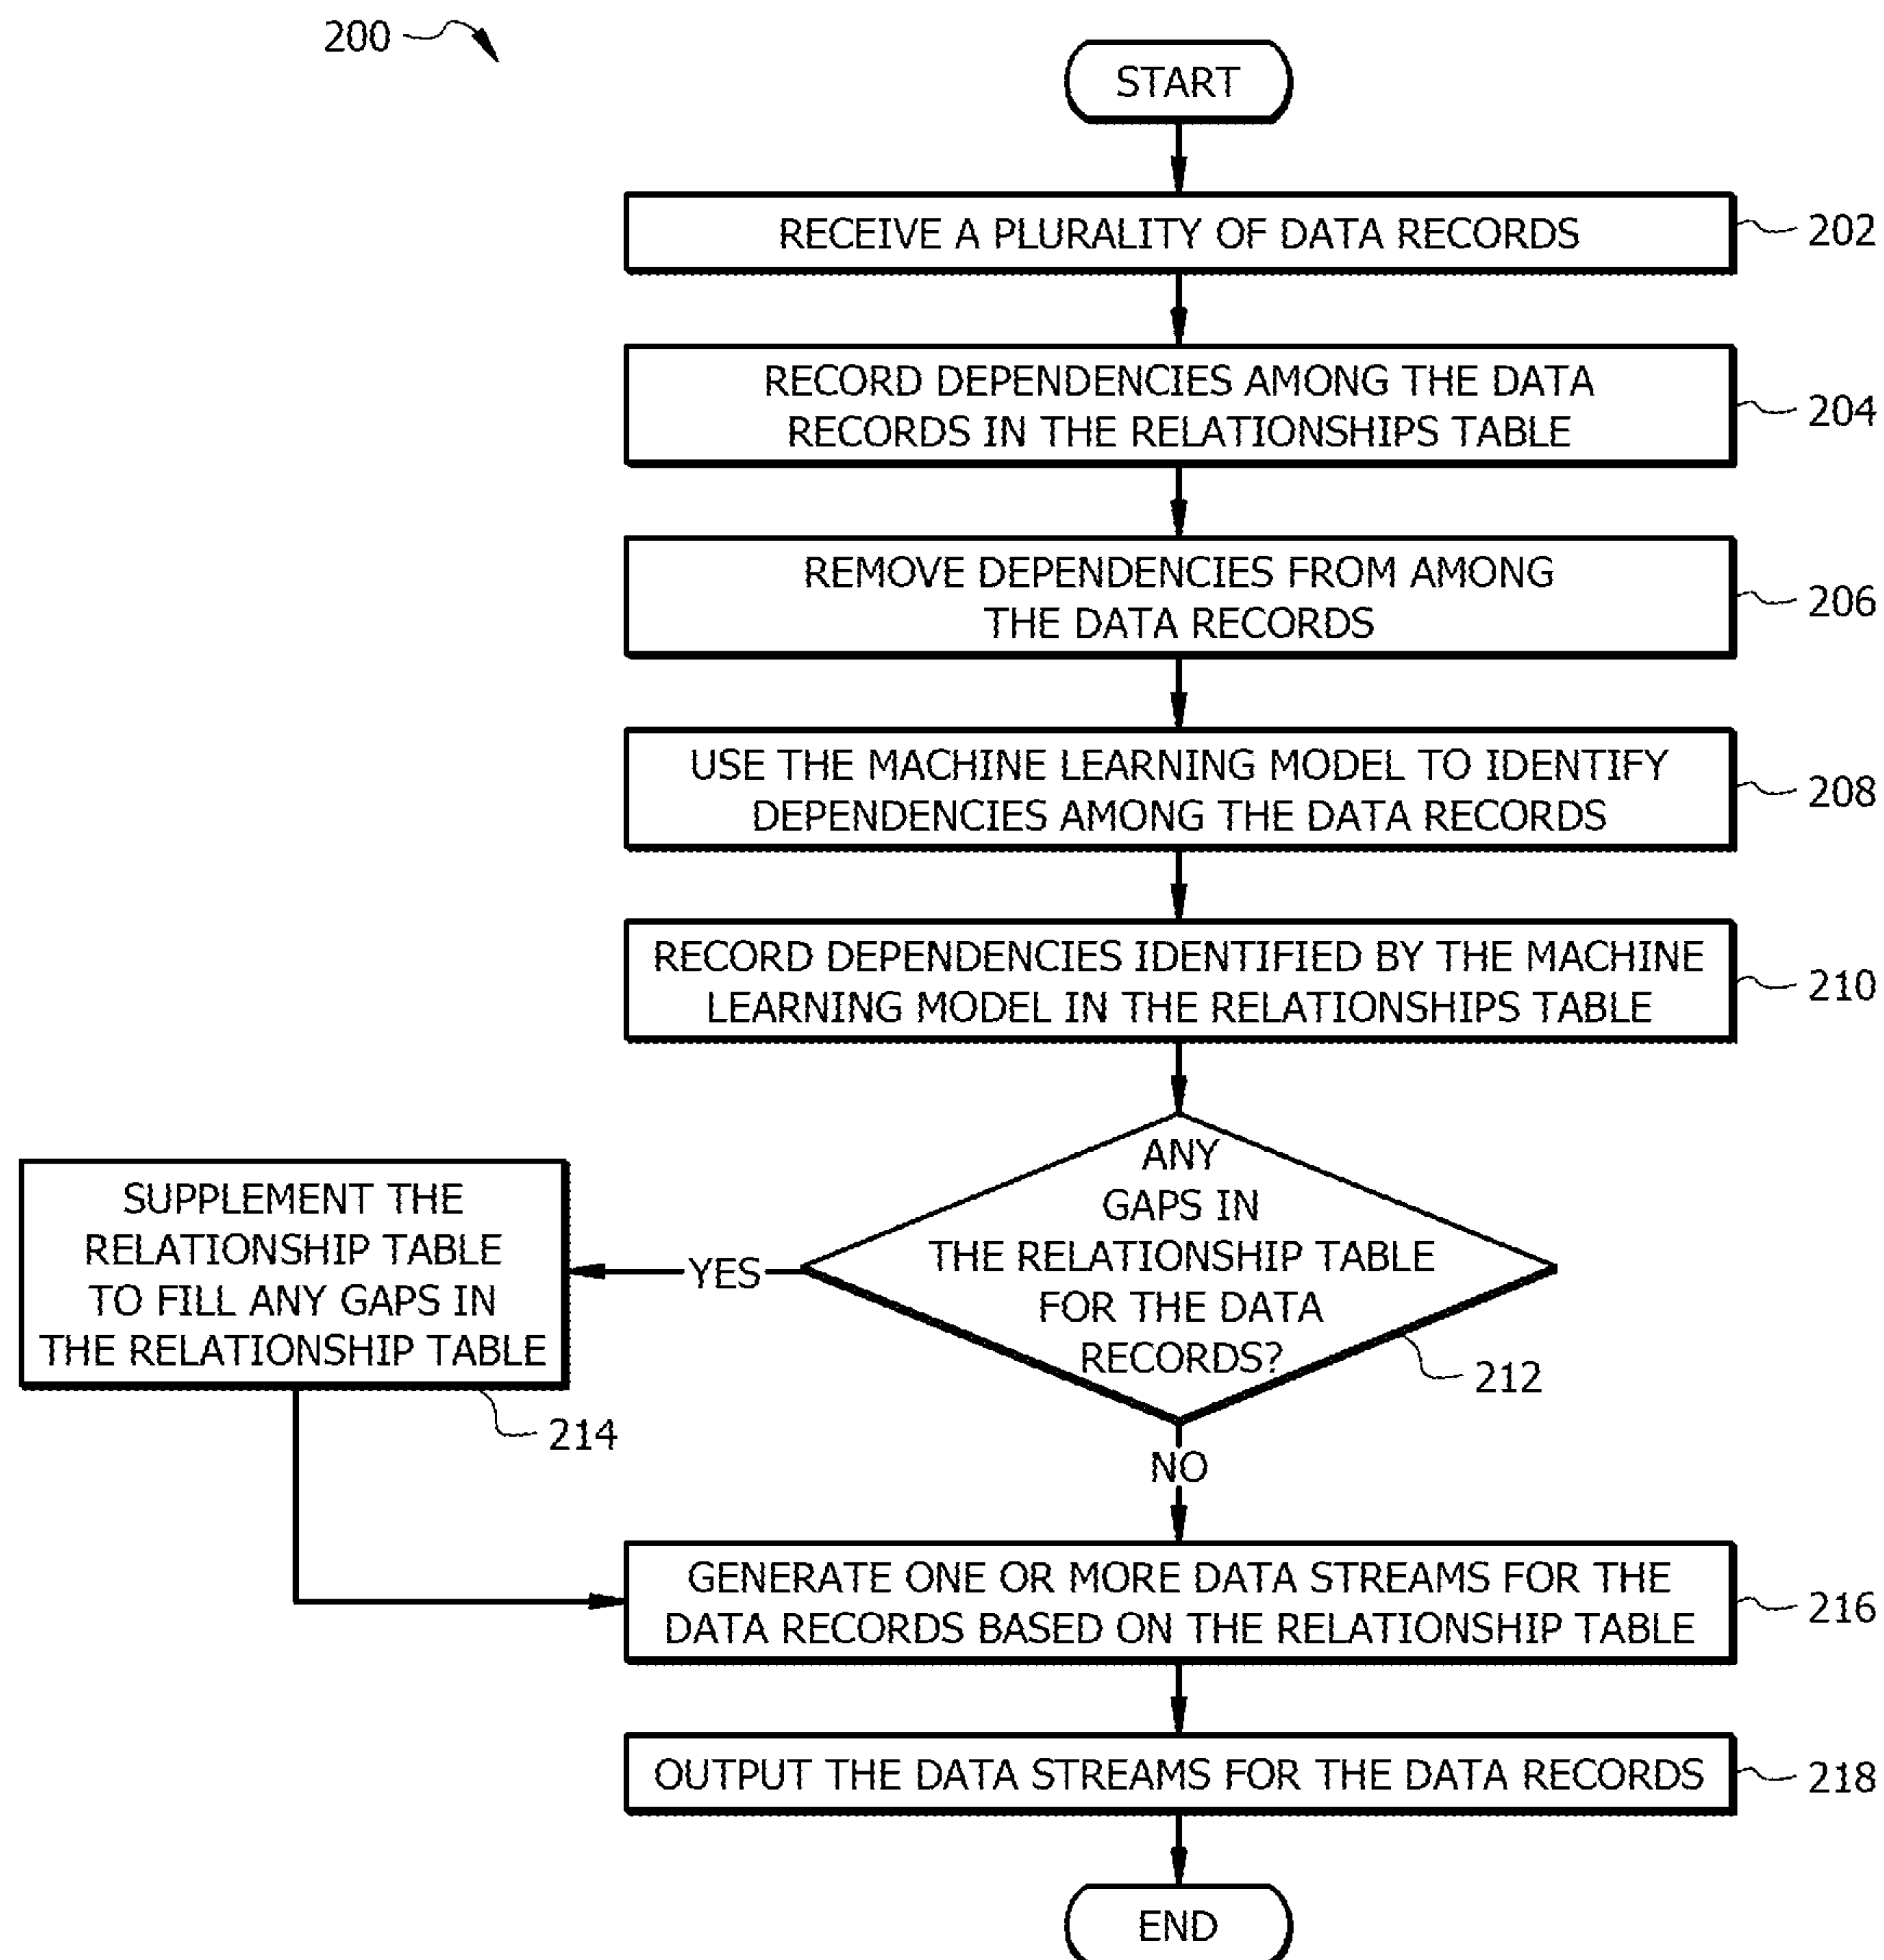 200
START
RECEIVE A PLURALITY OF DATA RECORDS
202
RECORD DEPENDENCIES AMONG THE DATA
RECORDS IN THE RELATIONSHIPS TABLE
204
REMOVE DEPENDENCIES FROM AMONG
THE DATA RECORDS
206
USE THE MACHINE LEARNING MODEL TO IDENTIFY
DEPENDENCIES AMONG THE DATA RECORDS
208
RECORD DEPENDENCIES IDENTIFIED BY THE MACHINE
LEARNING MODEL IN THE RELATIONSHIPS TABLE
210
ANY
GAPS IN
THE RELATIONSHIP TABLE
FOR THE DATA
RECORDS?
212
YES
SUPPLEMENT THE
RELATIONSHIP TABLE
TO FILL ANY GAPS IN
THE RELATIONSHIP TABLE
214
NO
GENERATE ONE OR MORE DATA STREAMS FOR THE
DATA RECORDS BASED ON THE RELATIONSHIP TABLE
216
OUTPUT THE DATA STREAMS FOR THE DATA RECORDS
218
END